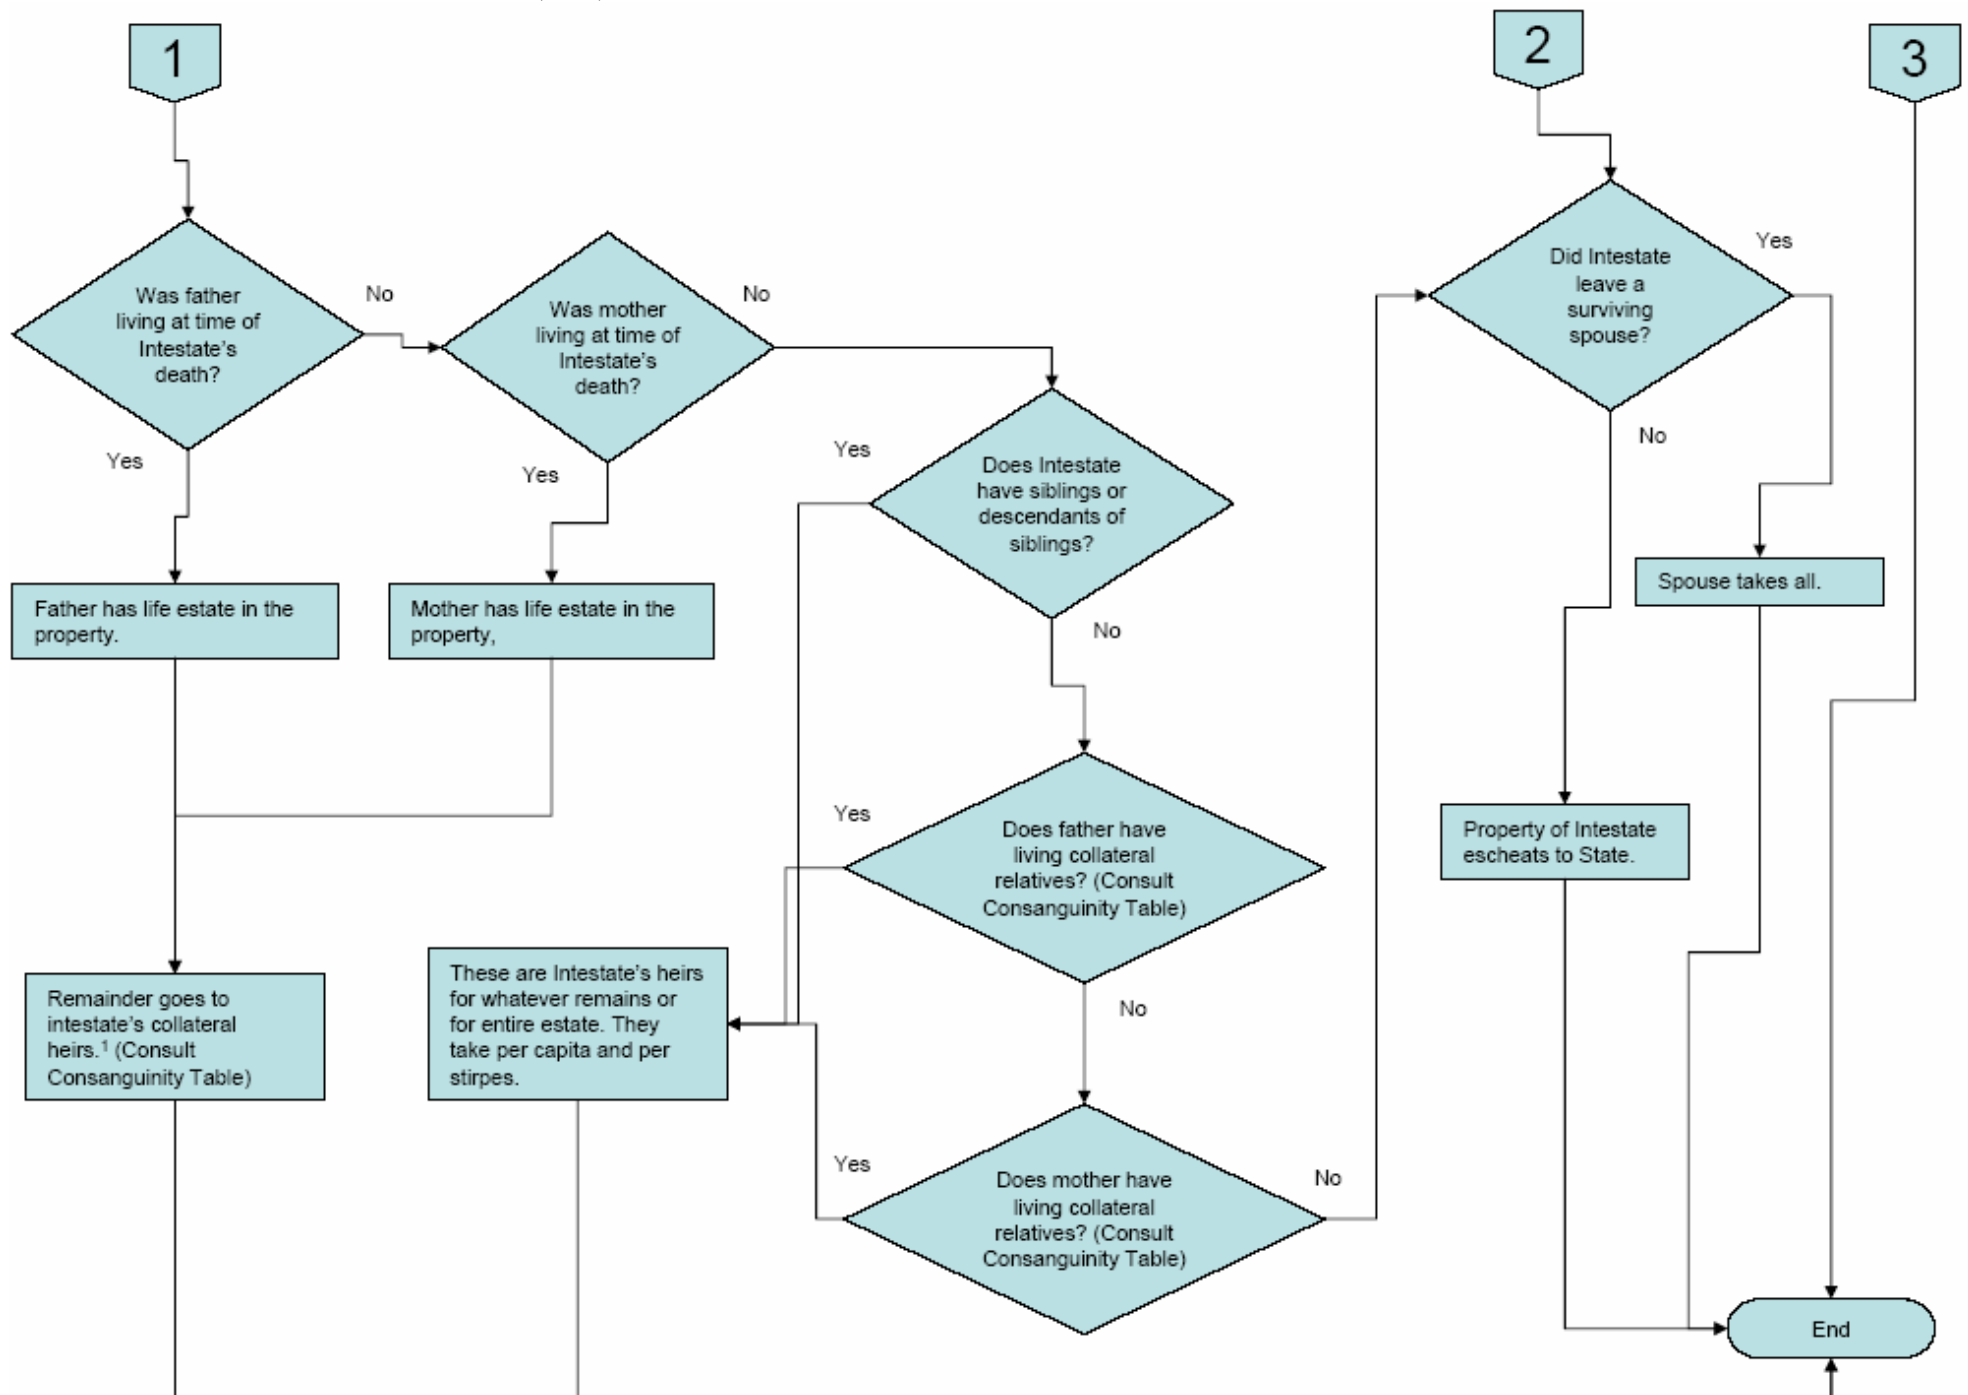 1
2
3
Was father
living at time of
Intestate's
death?
No
Was mother
living at time of
Intestate's
death?
No
Did Intestate
leave a
surviving
spouse?
Yes
No
Yes
Yes
Yes
Does Intestate
have siblings or
descendants of
siblings?
No
Father has life estate in the
property.
Mother has life estate in the
property,
Spouse takes all.
Yes
Does father have
living collateral
relatives? (Consult
Consanguinity Table)
No
Property of Intestate
escheats to State.
Remainder goes to
intestate's collateral
heirs.¹ (Consult
Consanguinity Table)
These are Intestate's heirs
for whatever remains or
for entire estate. They
take per capita and per
stirpes.
Yes
Does mother have
living collateral
relatives? (Consult
Consanguinity Table)
No
End